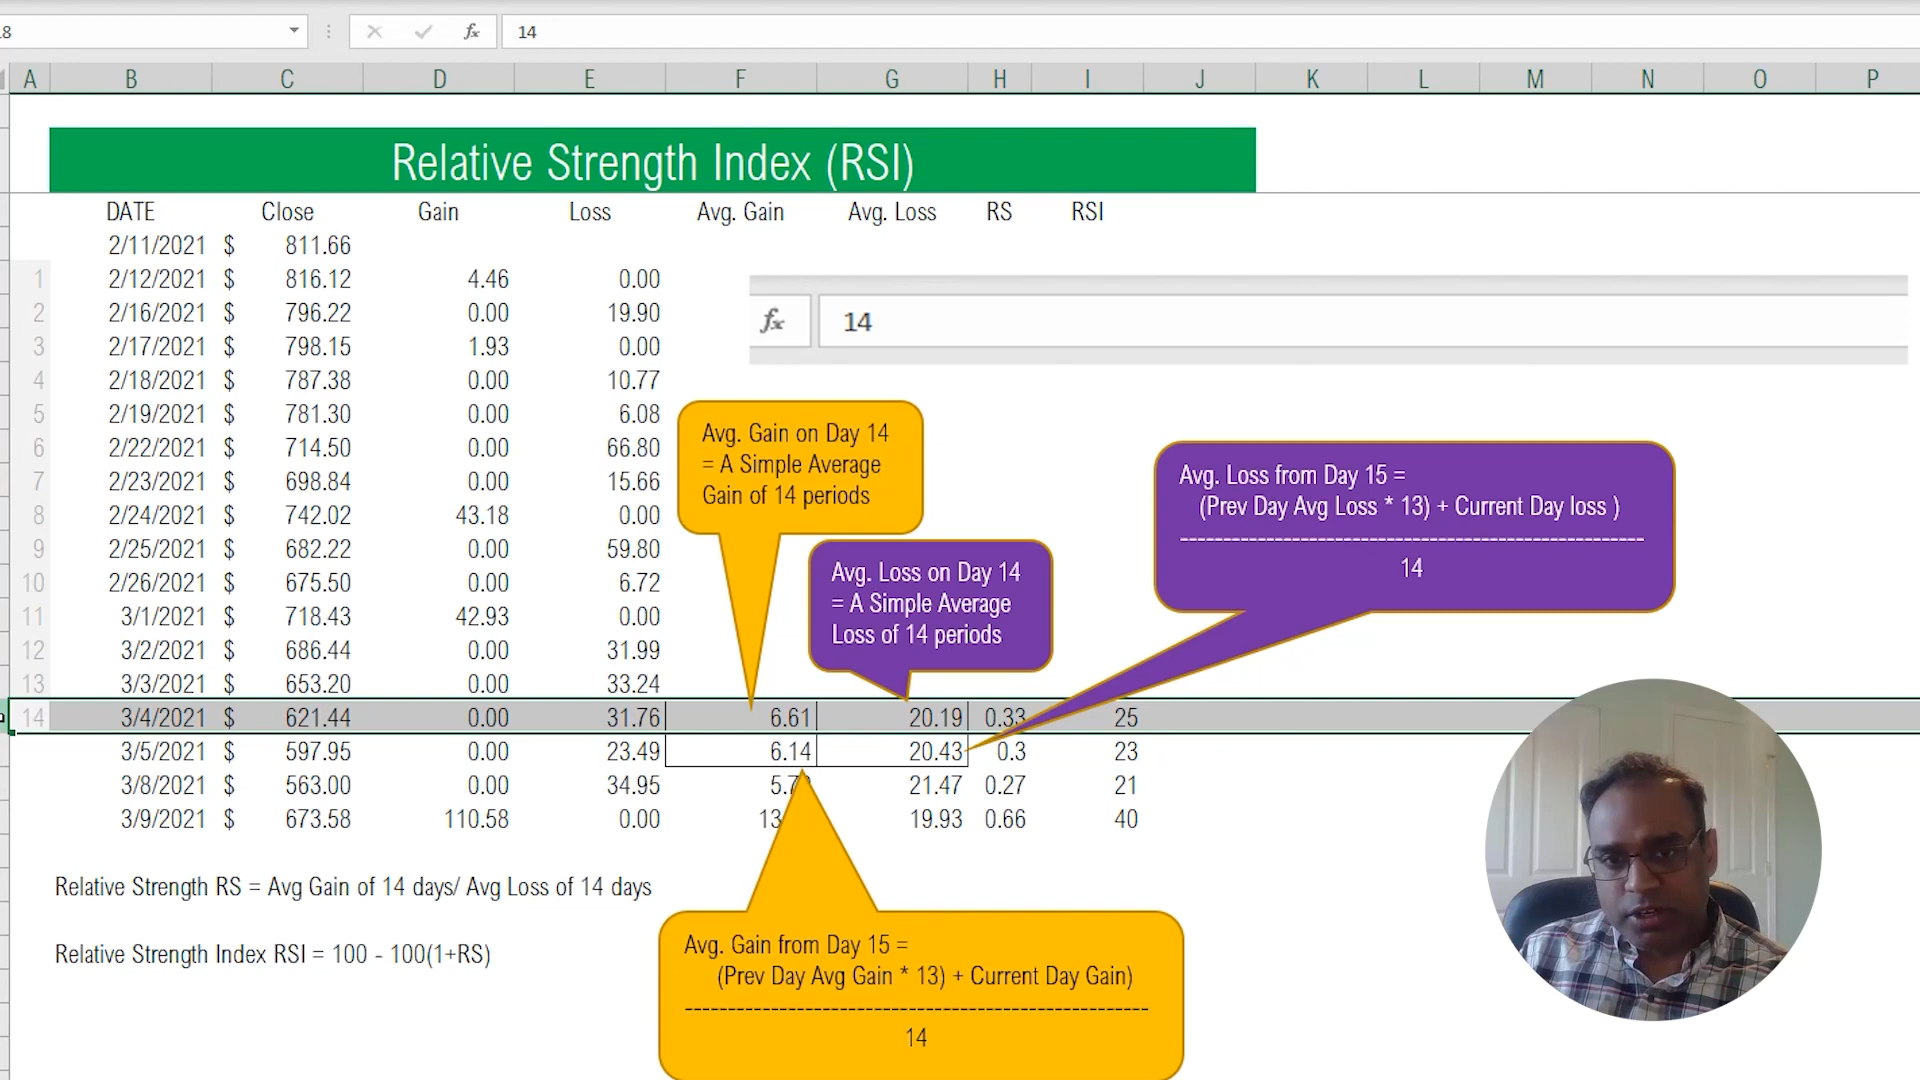 8
14
A B C D E F G H I J K L M N O P
Relative Strength Index (RSI)
DATE Close Gain Loss Avg. Gain Avg. Loss RS RSI
2/11/2021 $ 811.66
1 2/12/2021 $ 816.12 4.46 0.00
2 2/16/2021 $ 796.22 0.00 19.90
fx 14
3 2/17/2021 $ 798.15 1.93 0.00
4 2/18/2021 $ 787.38 0.00 10.77
5 2/19/2021 $ 781.30 0.00 6.08
6 2/22/2021 $ 714.50 0.00 66.80
7 2/23/2021 $ 698.84 0.00 15.66
8 2/24/2021 $ 742.02 43.18 0.00
9 2/25/2021 $ 682.22 0.00 59.80
10 2/26/2021 $ 675.50 0.00 6.72
11 3/1/2021 $ 718.43 42.93 0.00
12 3/2/2021 $ 686.44 0.00 31.99
13 3/3/2021 $ 653.20 0.00 33.24
14 3/4/2021 $ 621.44 0.00 31.76 6.61 20.19 0.33 25
3/5/2021 $ 597.95 0.00 23.49 6.14 20.43 0.3 23
3/8/2021 $ 563.00 0.00 34.95 21.47 0.27 21
3/9/2021 $ 673.58 110.58 0.00 19.93 0.66 40
Avg. Gain on Day 14
= A Simple Average
Gain of 14 periods
Avg. Loss on Day 14
= A Simple Average
Loss of 14 periods
Avg. Loss from Day 15 =
(Prev Day Avg Loss * 13) + Current Day loss )
14
Relative Strength RS = Avg Gain of 14 days/ Avg Loss of 14 days
Relative Strength Index RSI = 100 - 100(1+RS)
Avg. Gain from Day 15 =
(Prev Day Avg Gain * 13) + Current Day Gain)
14